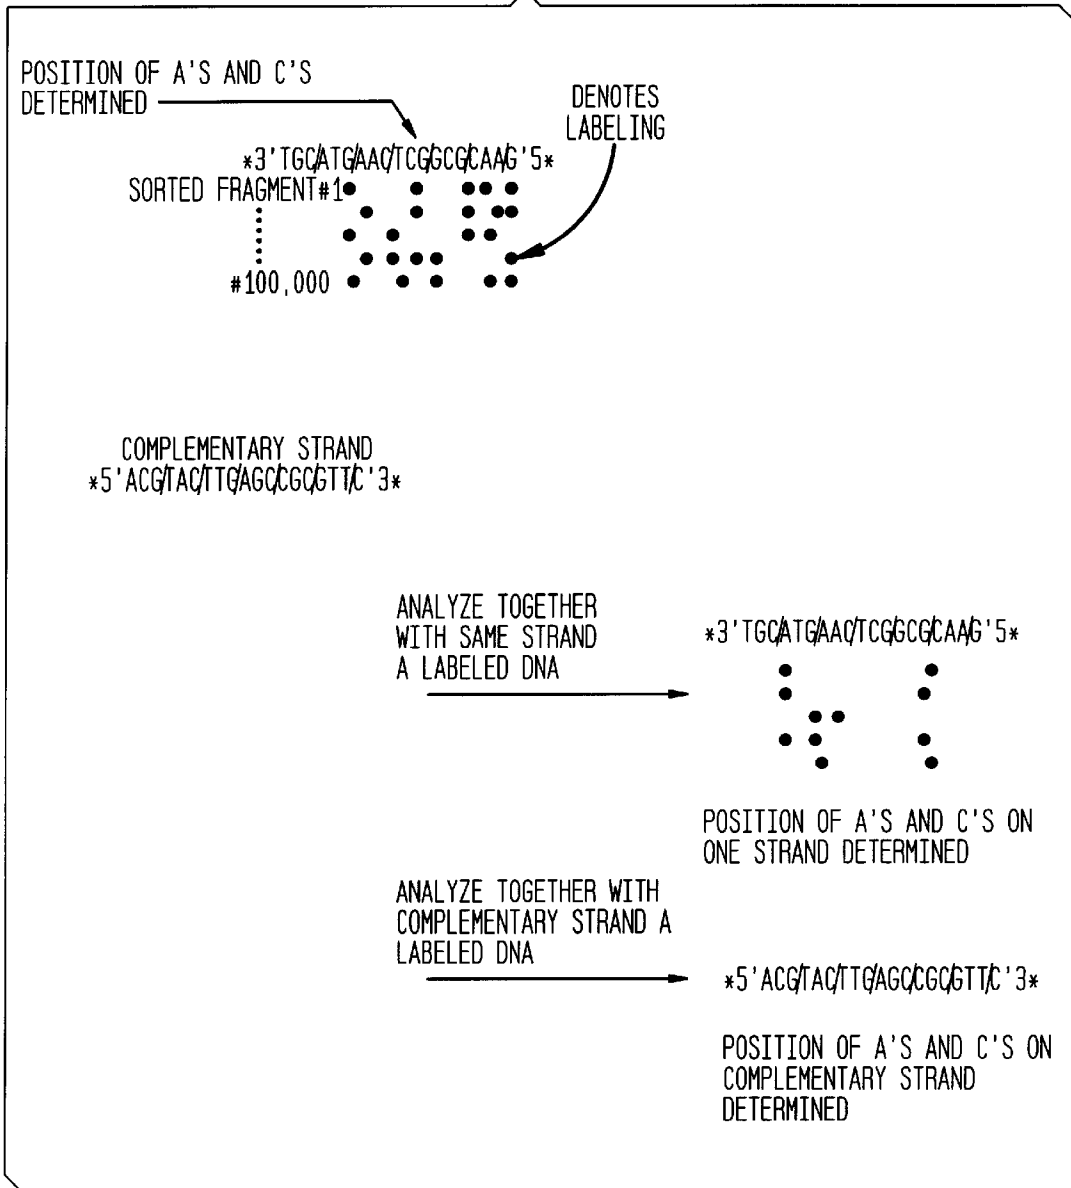 POSITION OF A'S AND C'S
DETERMINED
DENOTES
LABELING
*3'TGC/ATG/AAC/TCG/GCG/CAA/G'5*
SORTED FRAGMENT#1
#100,000
COMPLEMENTARY STRAND
*5'ACG/TAC/TTG/AGC/CGC/GTT/C'3*
ANALYZE TOGETHER
WITH SAME STRAND
A LABELED DNA
*3'TGC/ATG/AAC/TCG/GCG/CAA/G'5*
POSITION OF A'S AND C'S ON
ONE STRAND DETERMINED
ANALYZE TOGETHER WITH
COMPLEMENTARY STRAND A
LABELED DNA
*5'ACG/TAC/TTG/AGC/CGC/GTT/C'3*
POSITION OF A'S AND C'S ON
COMPLEMENTARY STRAND
DETERMINED